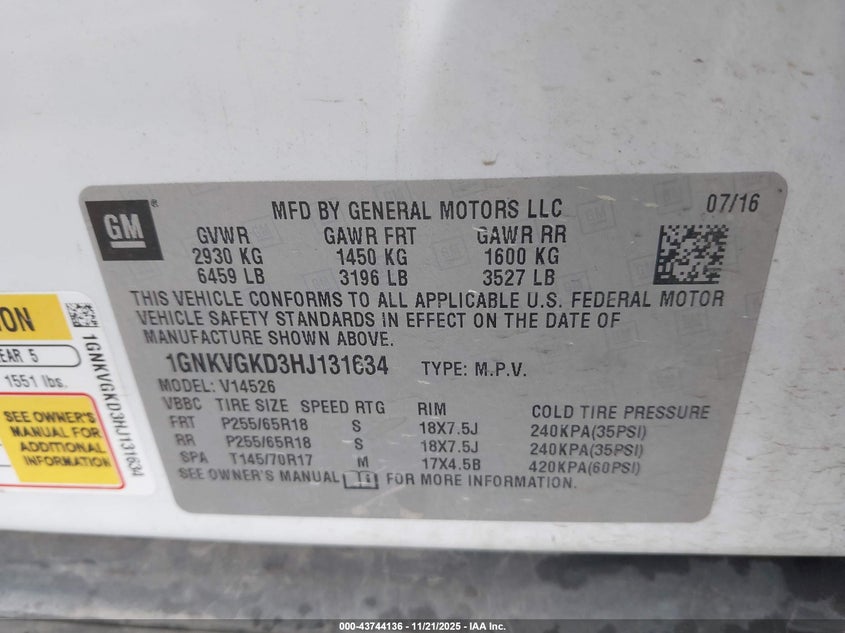 GM ®
MFD BY GENERAL MOTORS LLC 07/16
GVWR GAWR FRT GAWR RR
2930 KG 1450 KG 1600 KG
6459 LB 3196 LB 3527 LB
THIS VEHICLE CONFORMS TO ALL APPLICABLE U.S. FEDERAL MOTOR
VEHICLE SAFETY STANDARDS IN EFFECT ON THE DATE OF
MANUFACTURE SHOWN ABOVE.
1GNKVGKD3HJ131634 TYPE: M.P.V.
MODEL: V14526
VBBC TIRE SIZE SPEED RTG RIM COLD TIRE PRESSURE
FRT P255/65R18 S 18X7.5J 240KPA(35PSI)
RR P255/65R18 S 18X7.5J 240KPA(35PSI)
SPA T145/70R17 M 17X4.5B 420KPA(60PSI)
SEE OWNER'S MANUAL FOR MORE INFORMATION.
EAR 5
1551 lbs.
SEE OWNER'S
MANUAL FOR
ADDITIONAL
INFORMATION
1GNKVGKD3HJ131634
000-43744136 - 11/21/2025 - IAA Inc.